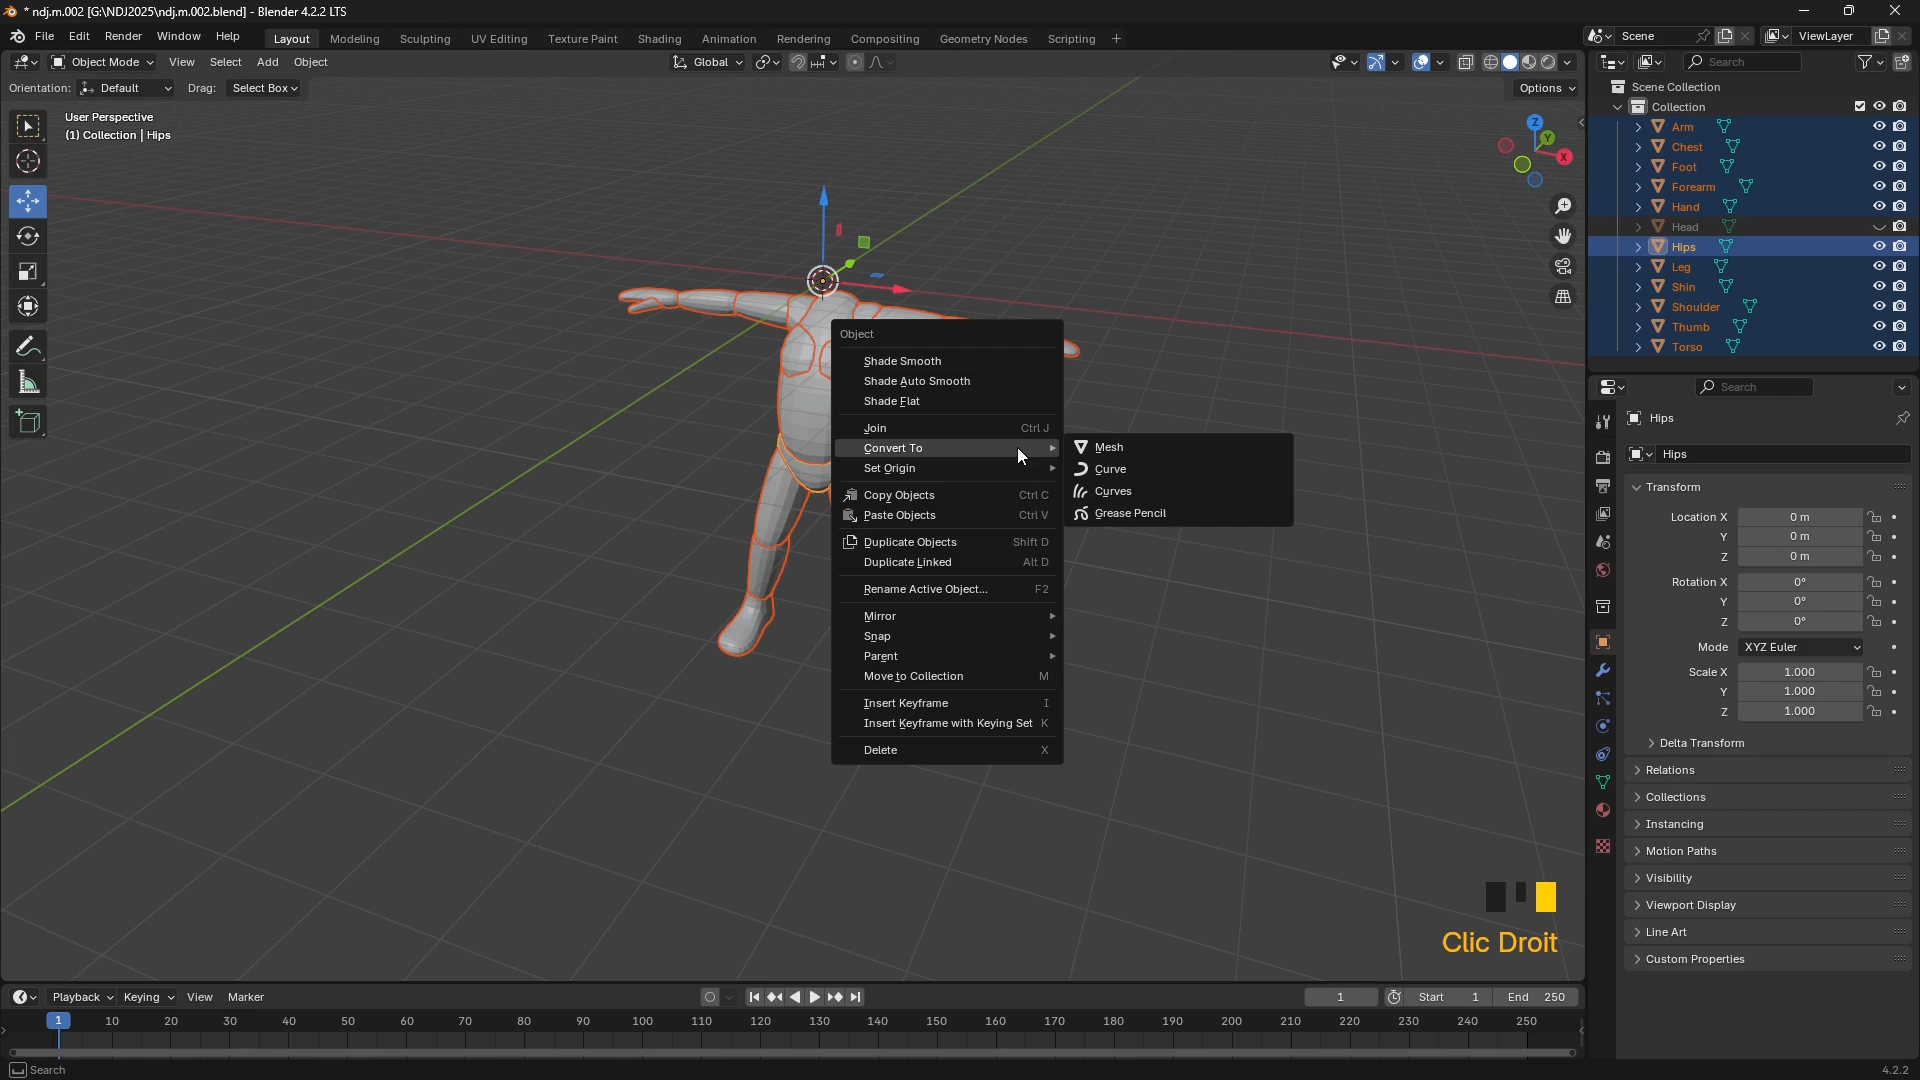 * ndj.m.002 [G:\NDJ2025\ndj.m.002.blend] - Blender 4.2.2 LTS
File Edit Render Window Help Layout Modeling Sculpting UV Editing Texture Paint Shading Animation Rendering Compositing Geometry Nodes Scripting + Scene ViewLayer
Object Mode View Select Add Object Global Options
Orientation: Default Drag: Select Box
User Perspective
(1) Collection | Hips
Z
Y
X
Object
Shade Smooth
Shade Auto Smooth
Shade Flat
Join Ctrl J
Convert To
Set Origin
Copy Objects Ctrl C
Paste Objects Ctrl V
Duplicate Objects Shift D
Duplicate Linked Alt D
Rename Active Object... F2
Mirror
Snap
Parent
Move to Collection M
Insert Keyframe I
Insert Keyframe with Keying Set K
Delete X
Mesh
Curve
Curves
Grease Pencil
Clic Droit
Search
Scene Collection
Collection
Arm
Chest
Foot
Forearm
Hand
Head
Hips
Leg
Shin
Shoulder
Thumb
Torso
Search
Hips
Hips
Transform
Location X 0 m
Y 0 m
Z 0 m
Rotation X 0°
Y 0°
Z 0°
Mode XYZ Euler
Scale X 1.000
Y 1.000
Z 1.000
Delta Transform
Relations
Collections
Instancing
Motion Paths
Visibility
Viewport Display
Line Art
Custom Properties
Playback Keying View Marker 1 Start 1 End 250
1 10 20 30 40 50 60 70 80 90 100 110 120 130 140 150 160 170 180 190 200 210 220 230 240 250
Search
4.2.2